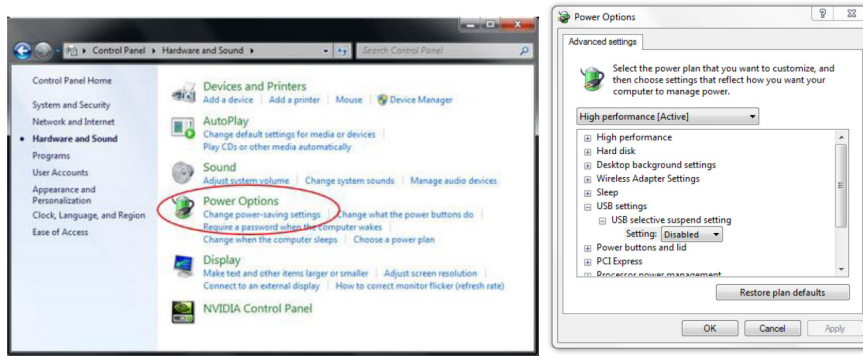 Control Panel ▸ Hardware and Sound ▸
Search Control Panel
Control Panel Home
System and Security
Network and Internet
Hardware and Sound
Programs
User Accounts
Appearance and
Personalization
Clock, Language, and Region
Ease of Access
Devices and Printers
Add a device | Add a printer | Mouse | Device Manager
AutoPlay
Change default settings for media or devices
Play CDs or other media automatically
Sound
Adjust system volume | Change system sounds | Manage audio devices
Power Options
Change power-saving settings | Change what the power buttons do
Require a password when the computer wakes
Change when the computer sleeps | Choose a power plan
Display
Make text and other items larger or smaller | Adjust screen resolution
Connect to an external display | How to correct monitor flicker (refresh rate)
NVIDIA Control Panel
Power Options
Advanced settings
Select the power plan that you want to customize, and
then choose settings that reflect how you want your
computer to manage power.
High performance [Active]
High performance
Hard disk
Desktop background settings
Wireless Adapter Settings
Sleep
USB settings
USB selective suspend setting
Setting: Disabled
Power buttons and lid
PCI Express
Processor power management
Restore plan defaults
OK
Cancel
Apply